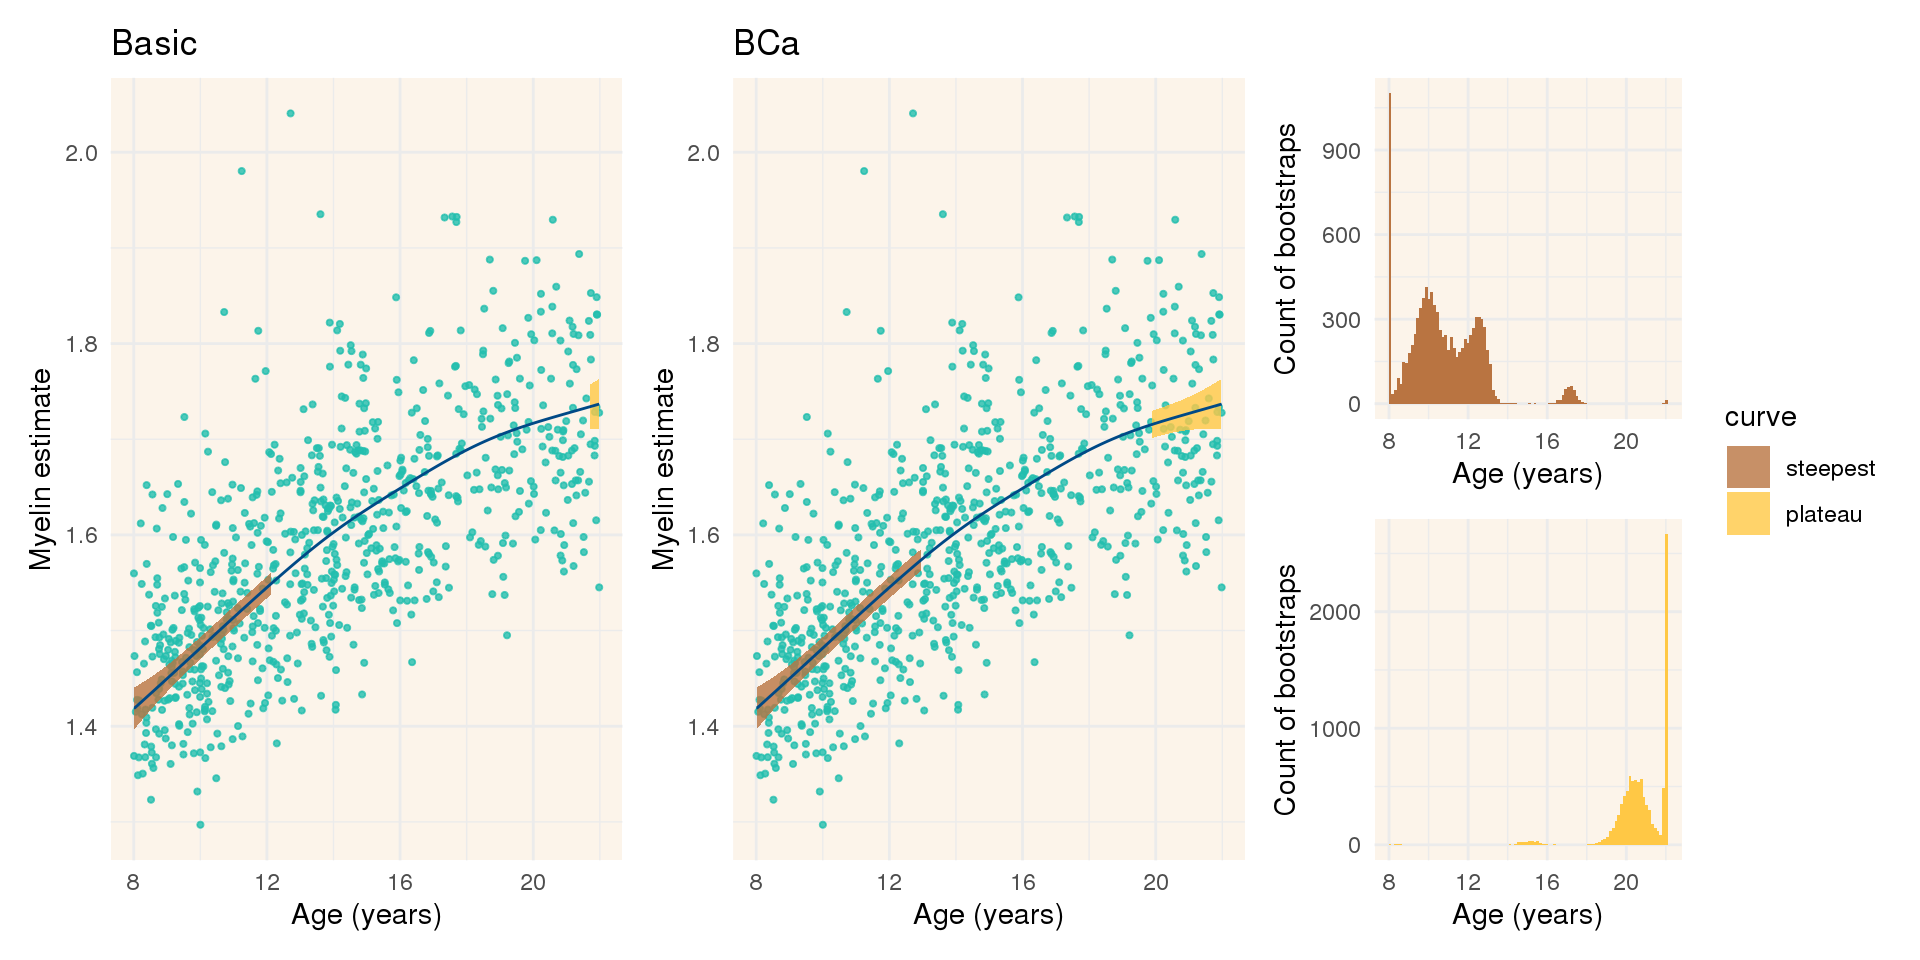 Basic
Myelin estimate
2.0
1.8
1.6
1.4
8 12 16 20
Age (years)
BCa
Myelin estimate
2.0
1.8
1.6
1.4
8 12 16 20
Age (years)
Count of bootstraps
900
600
300
0
8 12 16 20
Age (years)
Count of bootstraps
2000
1000
0
8 12 16 20
Age (years)
curve
steepest
plateau